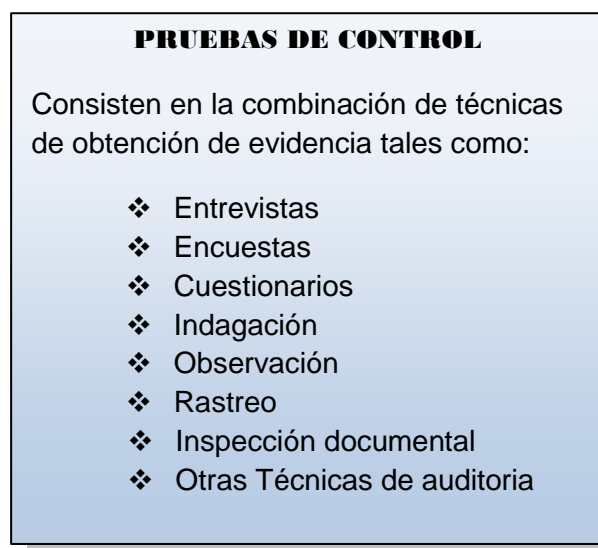 PRUEBAS DE CONTROL
Consisten en la combinación de técnicas
de obtención de evidencia tales como:
❖ Entrevistas
❖ Encuestas
❖ Cuestionarios
❖ Indagación
❖ Observación
❖ Rastreo
❖ Inspección documental
❖ Otras Técnicas de auditoria